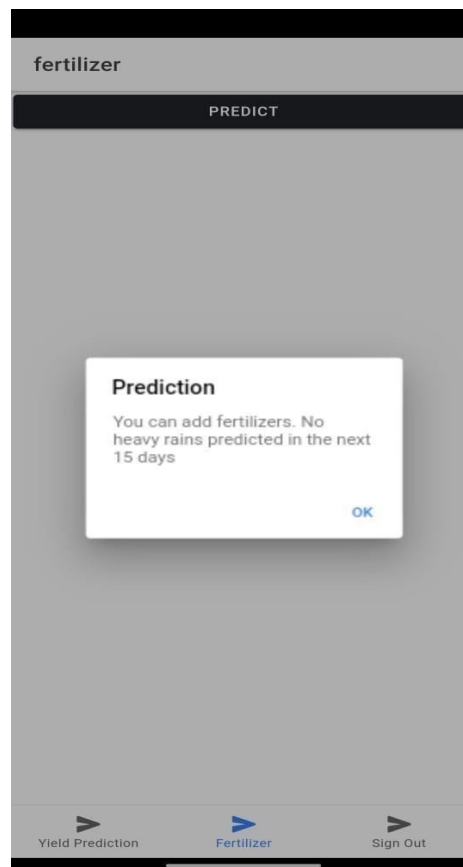 fertilizer
PREDICT
Prediction
You can add fertilizers. No
heavy rains predicted in the next
15 days
OK
Yield Prediction
Fertilizer
Sign Out